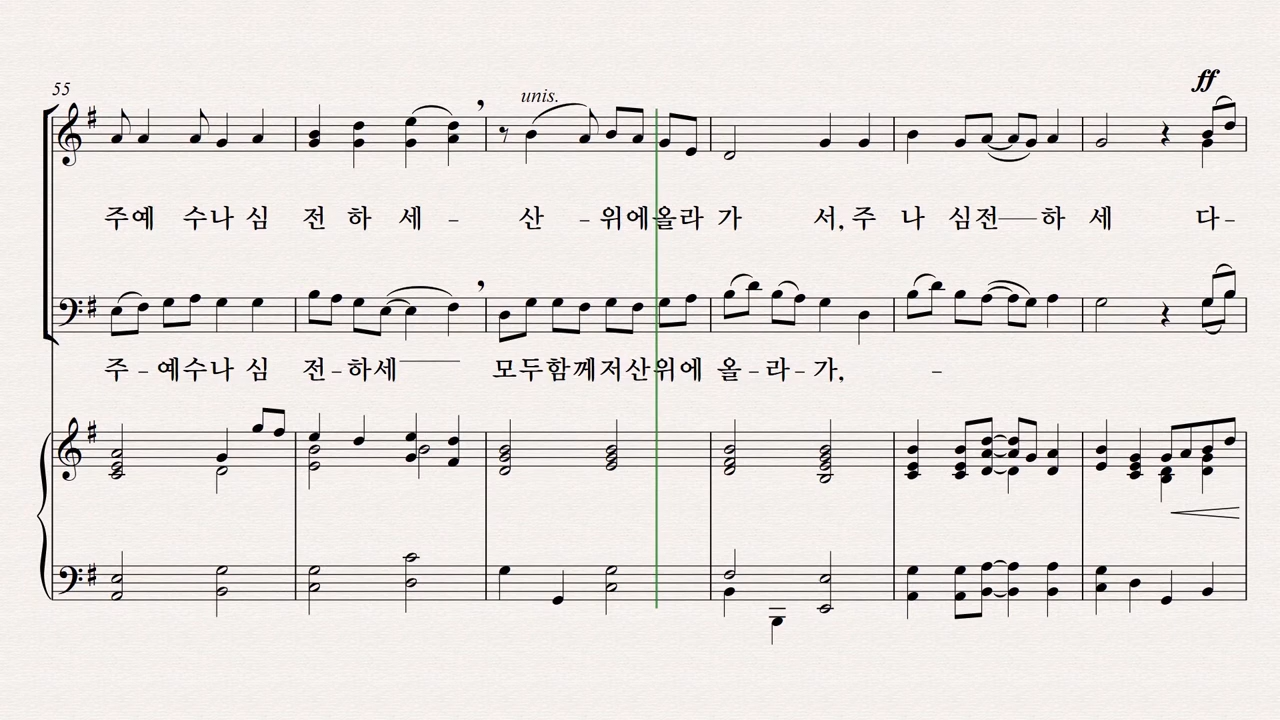 55
unis.
ff
주예 수나 심 전 하 세 - 산 - 위에올라 가 서, 주 나 심전 하 세 다 -
주 - 예수나 심 전 - 하세 모두함께저산위에 올 - 라 - 가, -